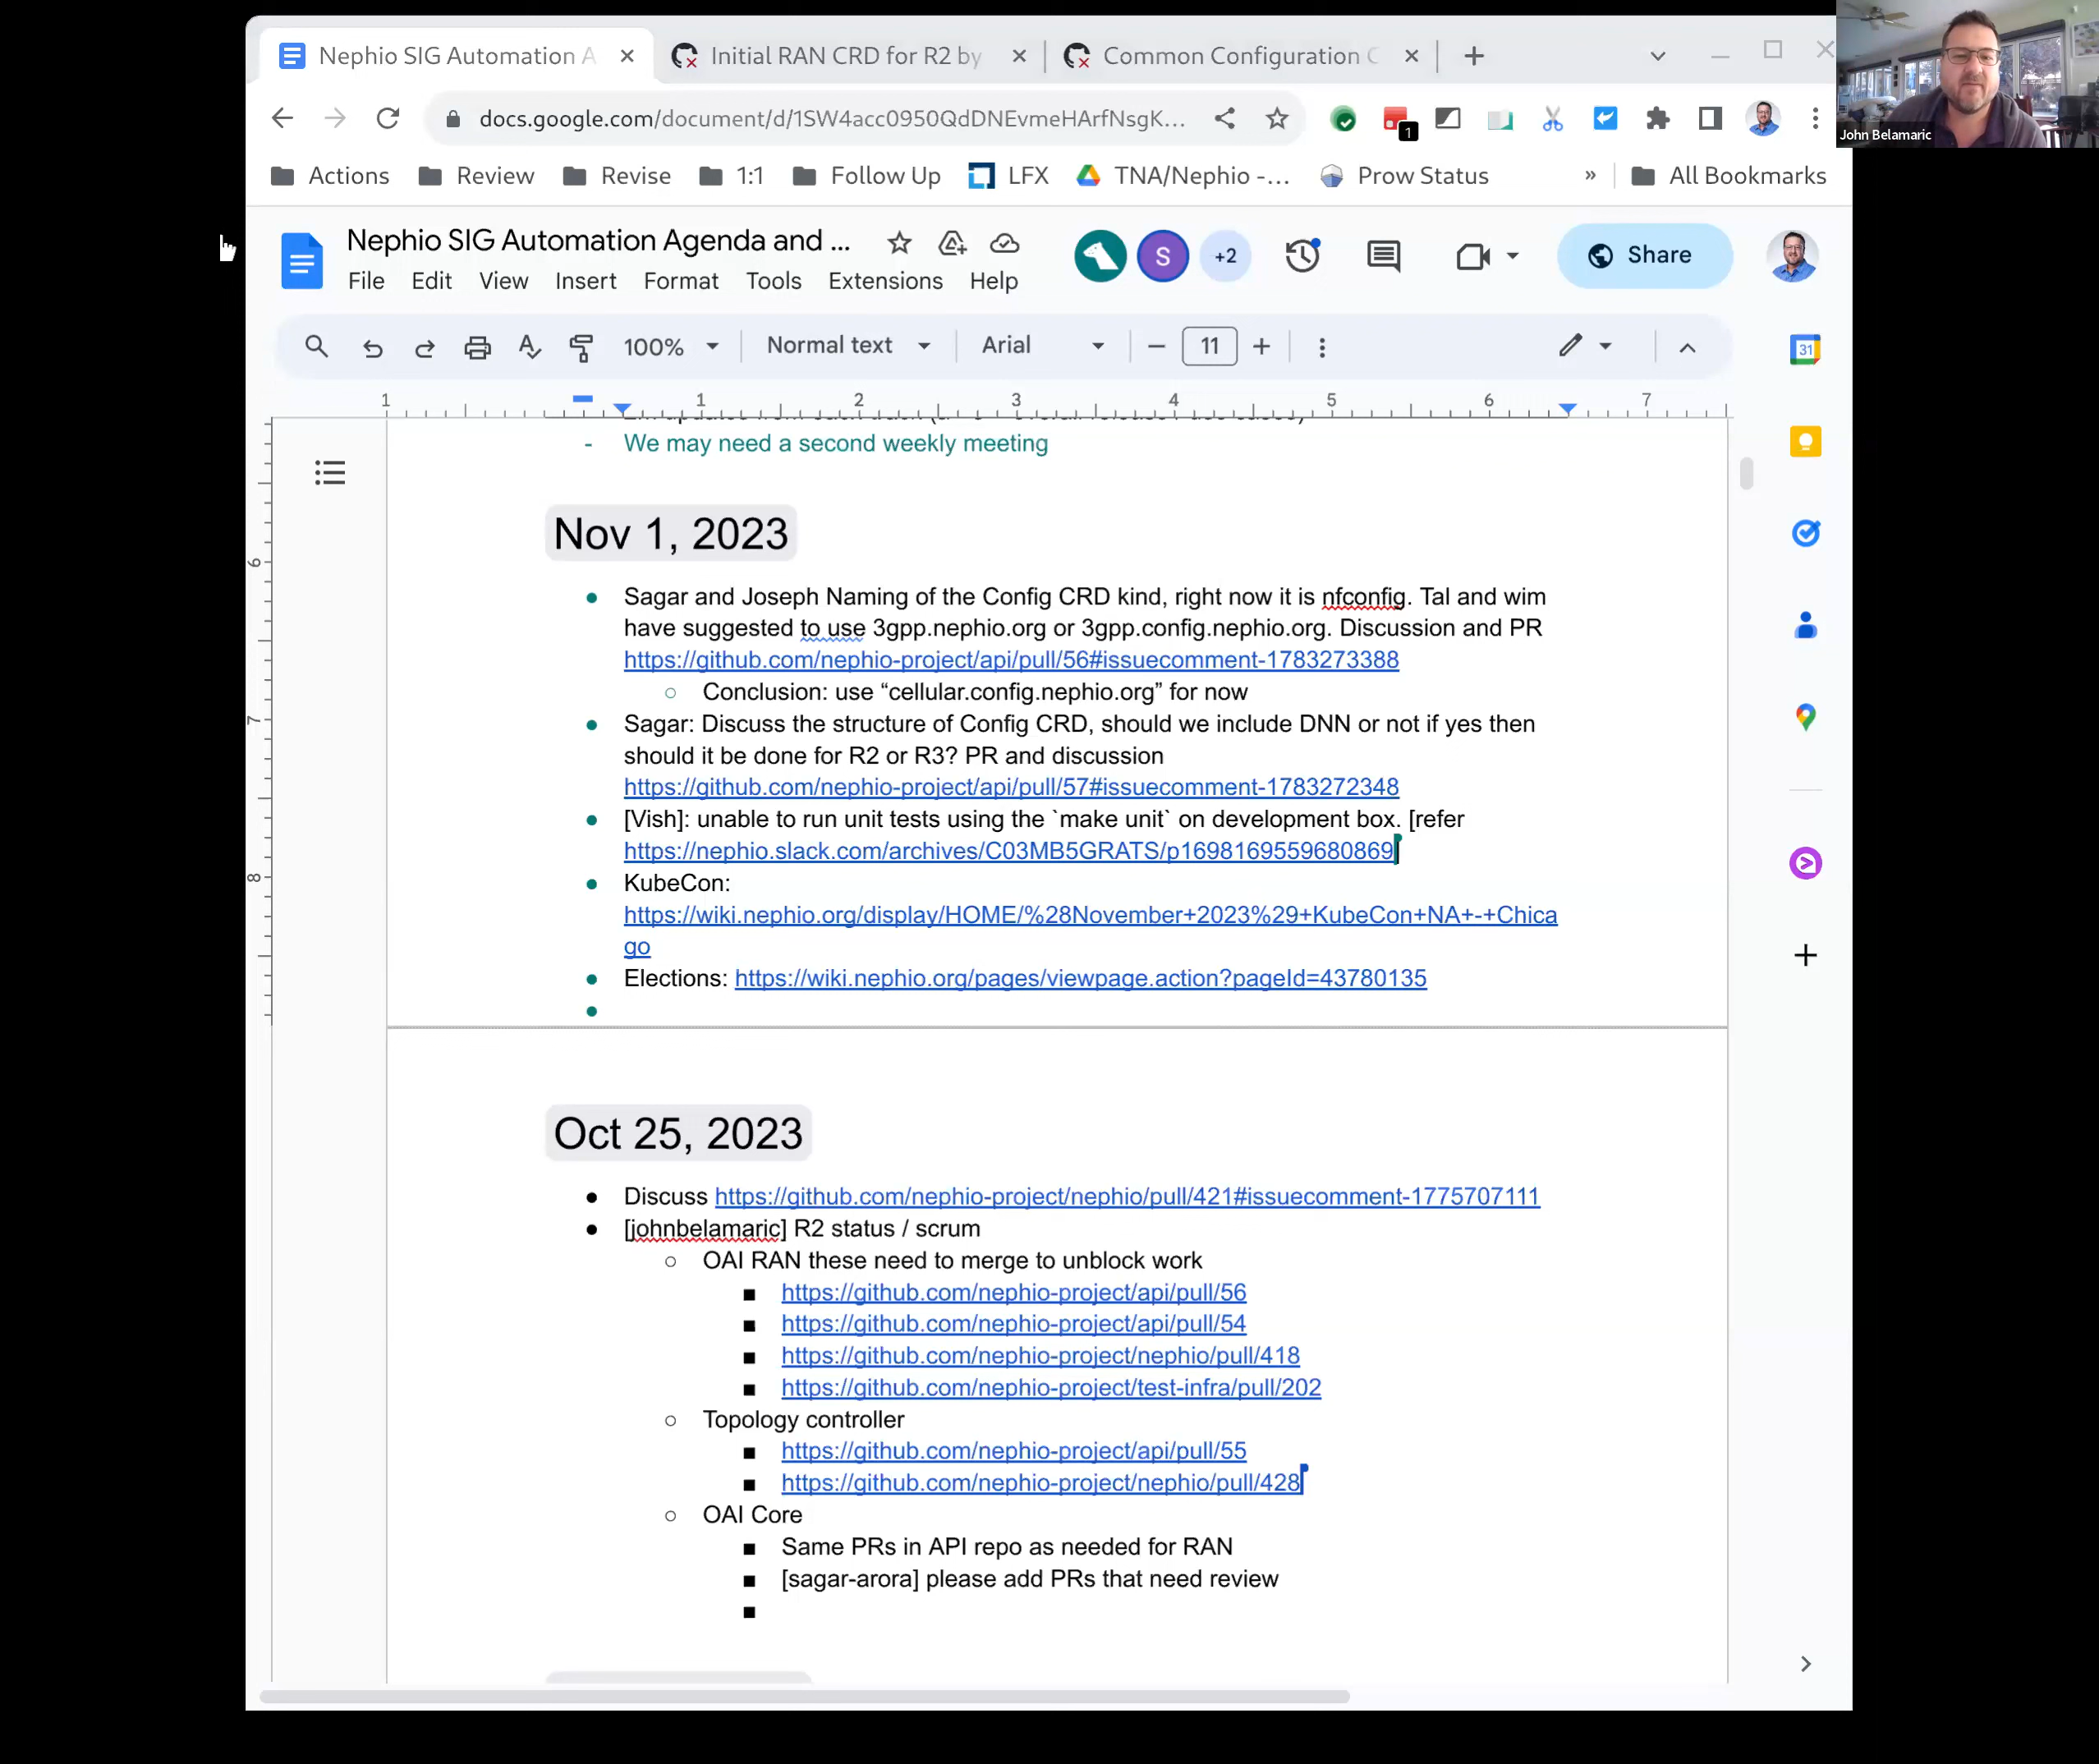 Nephio SIG Automation A
Initial RAN CRD for R2 by
Common Configuration C
docs.google.com/document/d/1SW4acc0950QdDNEvmeHArfNsgK...
1
John Belamaric
Actions
Review
Revise
1:1
Follow Up
LFX
TNA/Nephio -...
Prow Status
»
All Bookmarks
Nephio SIG Automation Agenda and ...
S
+2
Share
File Edit View Insert Format Tools Extensions Help
100%
Normal text
Arial
11
31
1 1 2 3 4 5 6 7
- We may need a second weekly meeting
Nov 1, 2023
6
● Sagar and Joseph Naming of the Config CRD kind, right now it is nfconfig. Tal and wim
have suggested to use 3gpp.nephio.org or 3gpp.config.nephio.org. Discussion and PR
https://github.com/nephio-project/api/pull/56#issuecomment-1783273388
○ Conclusion: use “cellular.config.nephio.org” for now
7
● Sagar: Discuss the structure of Config CRD, should we include DNN or not if yes then
should it be done for R2 or R3? PR and discussion
https://github.com/nephio-project/api/pull/57#issuecomment-1783272348
● [Vish]: unable to run unit tests using the `make unit` on development box. [refer
https://nephio.slack.com/archives/C03MB5GRATS/p1698169559680869
8
● KubeCon:
https://wiki.nephio.org/display/HOME/%28November+2023%29+KubeCon+NA+-+Chica
go
● Elections: https://wiki.nephio.org/pages/viewpage.action?pageId=43780135
●
Oct 25, 2023
● Discuss https://github.com/nephio-project/nephio/pull/421#issuecomment-1775707111
● [johnbelamaric] R2 status / scrum
○ OAI RAN these need to merge to unblock work
■ https://github.com/nephio-project/api/pull/56
■ https://github.com/nephio-project/api/pull/54
■ https://github.com/nephio-project/nephio/pull/418
■ https://github.com/nephio-project/test-infra/pull/202
○ Topology controller
■ https://github.com/nephio-project/api/pull/55
■ https://github.com/nephio-project/nephio/pull/428
○ OAI Core
■ Same PRs in API repo as needed for RAN
■ [sagar-arora] please add PRs that need review
■